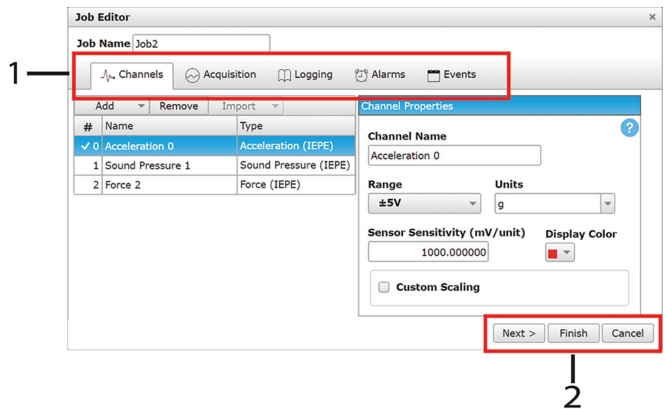 Job Editor ×
Job Name Job2
1
Channels Acquisition Logging Alarms Events
Add Remove Import
# Name Type
✓ 0 Acceleration 0 Acceleration (IEPE)
1 Sound Pressure 1 Sound Pressure (IEPE)
2 Force 2 Force (IEPE)
Channel Properties
?
Channel Name
Acceleration 0
Range Units
±5V g
Sensor Sensitivity (mV/unit) Display Color
1000.000000
Custom Scaling
Next > Finish Cancel
2